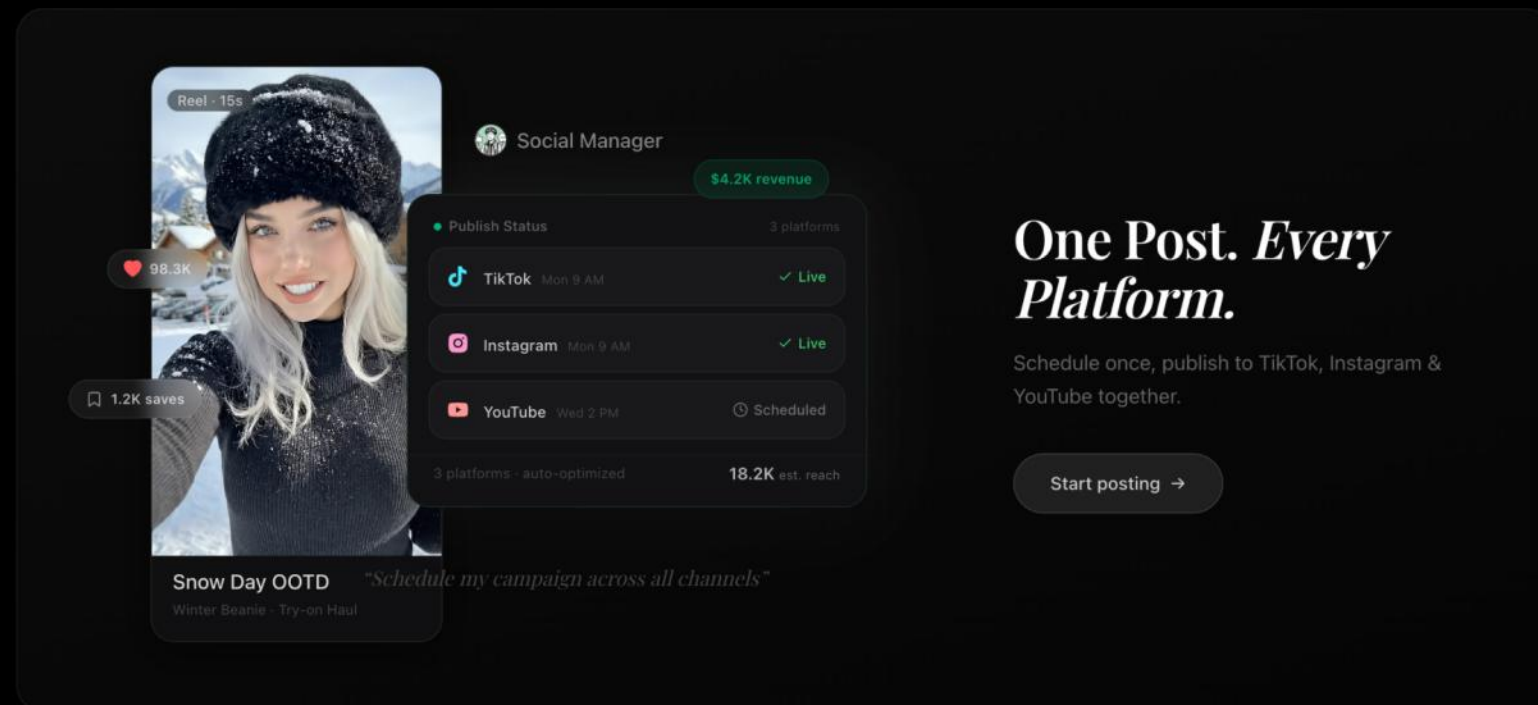 Reel · 15s
98.3K
1.2K saves
Snow Day OOTD
Winter Beanie · Try-on Haul
Social Manager
$4.2K revenue
Publish Status
3 platforms
TikTok Mon 9 AM
Live
Instagram Mon 9 AM
Live
YouTube Wed 2 PM
Scheduled
3 platforms · auto-optimized
18.2K est. reach
“Schedule my campaign across all channels”
One Post. Every
Platform.
Schedule once, publish to TikTok, Instagram &
YouTube together.
Start posting →